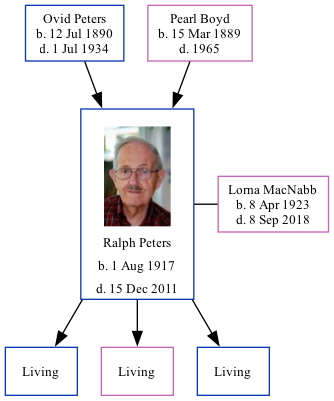 Ovid Peters
b. 12 Jul 1890
d. 1 Jul 1934
Pearl Boyd
b. 15 Mar 1889
d. 1965
Ralph Peters
b. 1 Aug 1917
d. 15 Dec 2011
Lorna MacNabb
b. 8 Apr 1923
d. 8 Sep 2018
Living
Living
Living